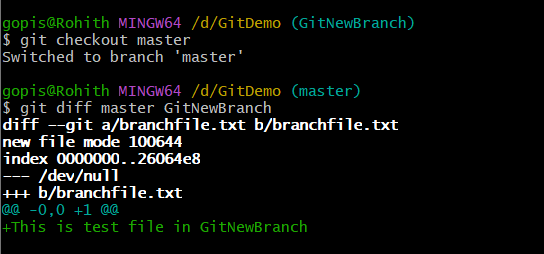 gopis@Rohith MINGW64 /d/GitDemo (GitNewBranch)
$ git checkout master
Switched to branch 'master'
gopis@Rohith MINGW64 /d/GitDemo (master)
$ git diff master GitNewBranch
diff --git a/branchfile.txt b/branchfile.txt
new file mode 100644
index 0000000..26064e8
--- /dev/null
+++ b/branchfile.txt
@@ -0,0 +1 @@
+This is test file in GitNewBranch